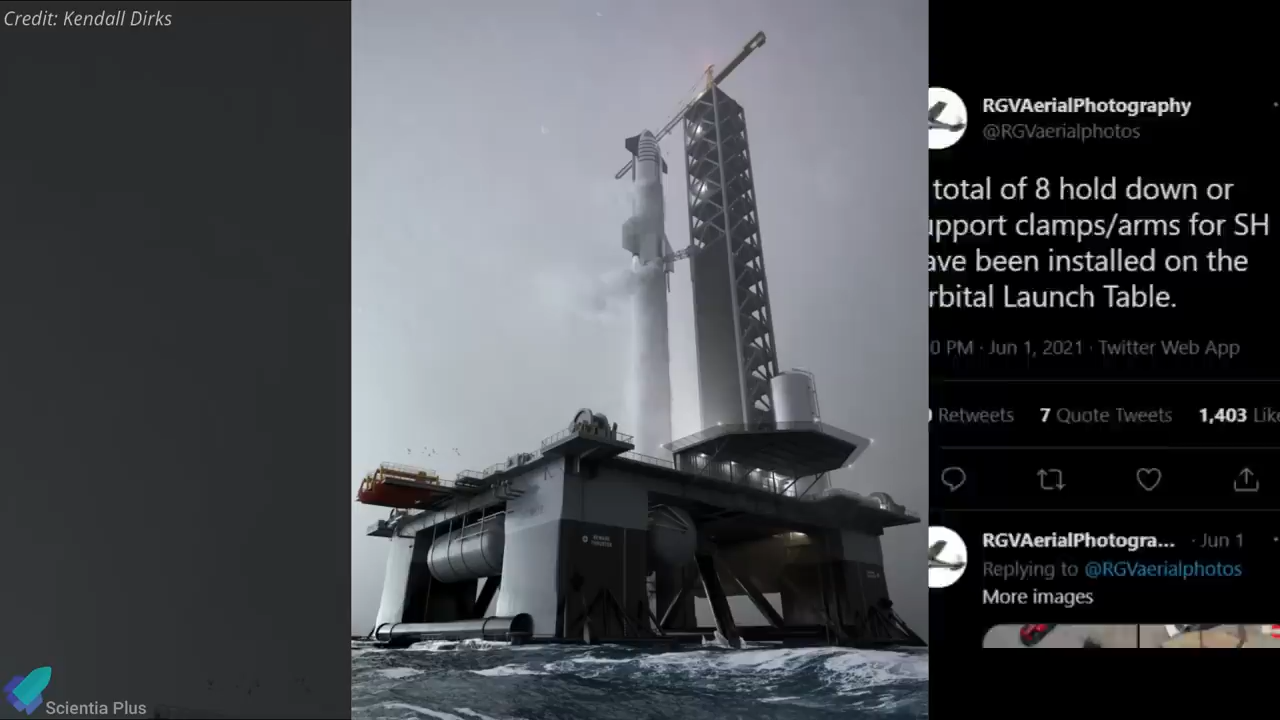 Credit: Kendall Dirks
RGVAerialPhotography
@RGVaerialphotos
total of 8 hold down or
upport clamps/arms for SH
ave been installed on the
rbital Launch Table.
0 PM · Jun 1, 2021 · Twitter Web App
Retweets 7 Quote Tweets 1,403 Like
RGVAerialPhotogra... · Jun 1
Replying to @RGVaerialphotos
More images
Scientia Plus